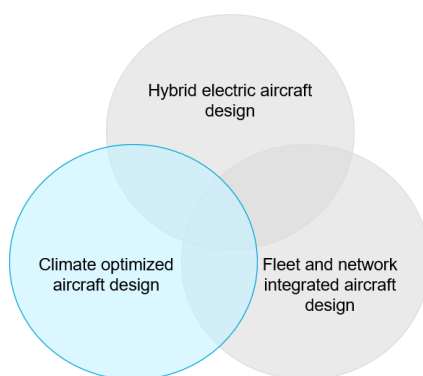 Hybrid electric aircraft
design
Climate optimized
aircraft design
Fleet and network
integrated aircraft
design